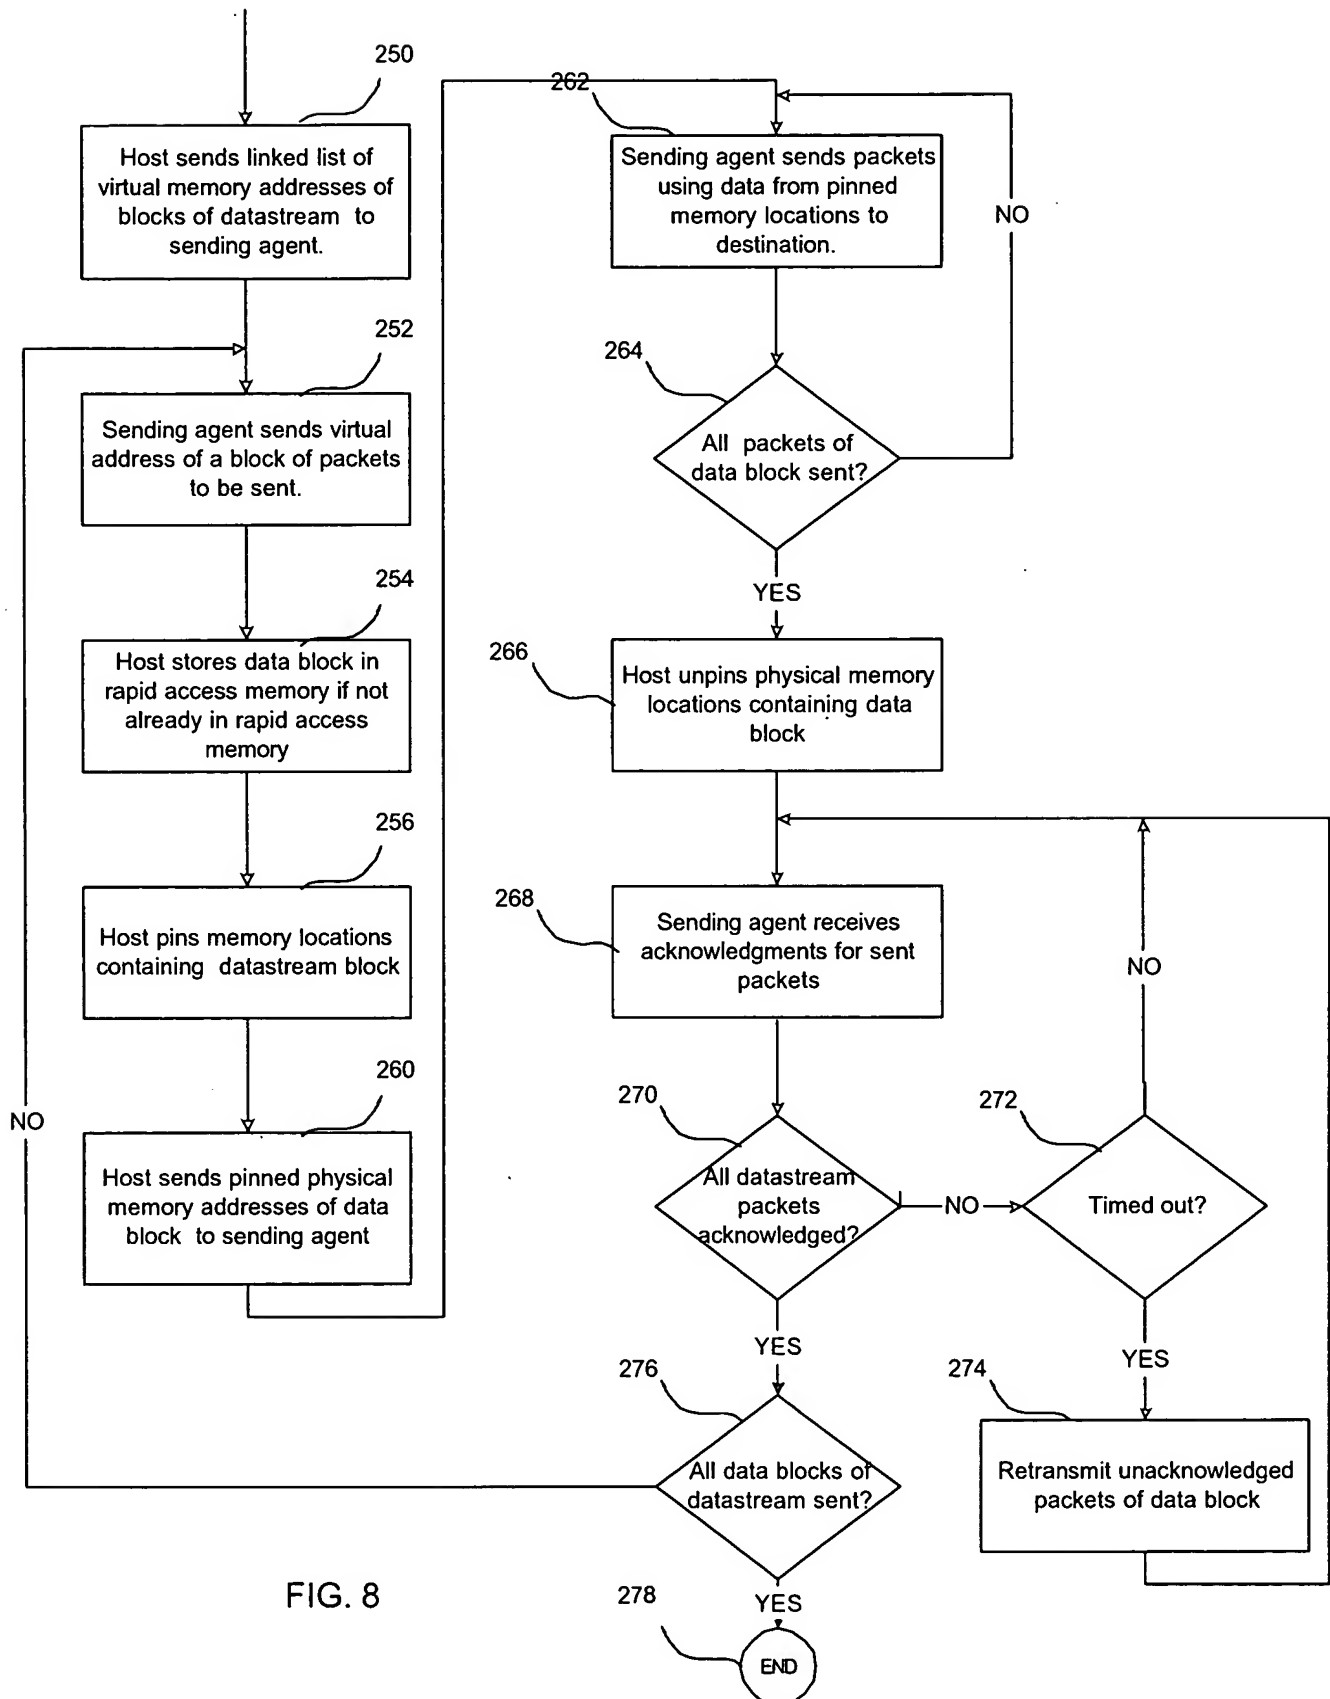 250
Host sends linked list of
virtual memory addresses of
blocks of datastream to
sending agent.
252
Sending agent sends virtual
address of a block of packets
to be sent.
254
Host stores data block in
rapid access memory if not
already in rapid access
memory
256
Host pins memory locations
containing datastream block
260
Host sends pinned physical
memory addresses of data
block to sending agent
NO
262
Sending agent sends packets
using data from pinned
memory locations to
destination.
NO
264
All packets of
data block sent?
YES
266
Host unpins physical memory
locations containing data
block
268
Sending agent receives
acknowledgments for sent
packets
NO
270
All datastream
packets
acknowledged?
NO
272
Timed out?
YES
YES
274
Retransmit unacknowledged
packets of data block
276
All data blocks of
datastream sent?
YES
278
END
FIG. 8